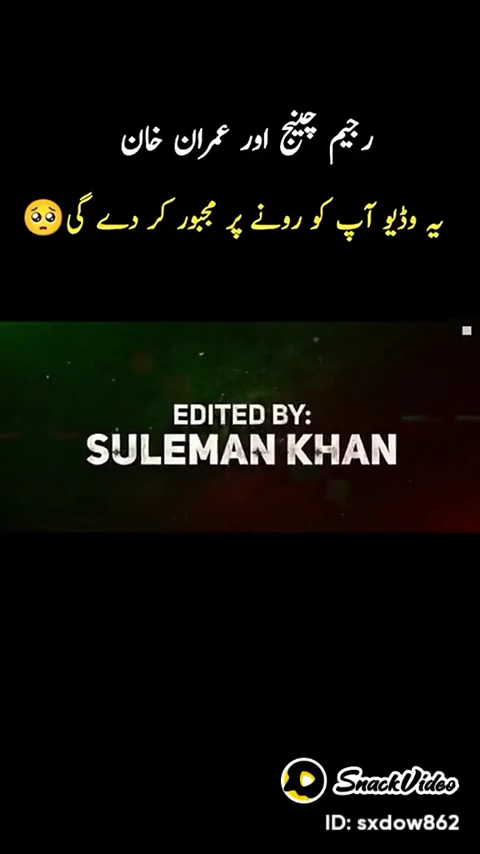 رجیم چینج اور عمران خان
یہ وڈیو آپ کو رونے پر مجبور کر دے گی🥺
EDITED BY:
SULEMAN KHAN
SnackVideo
ID: sxdow862